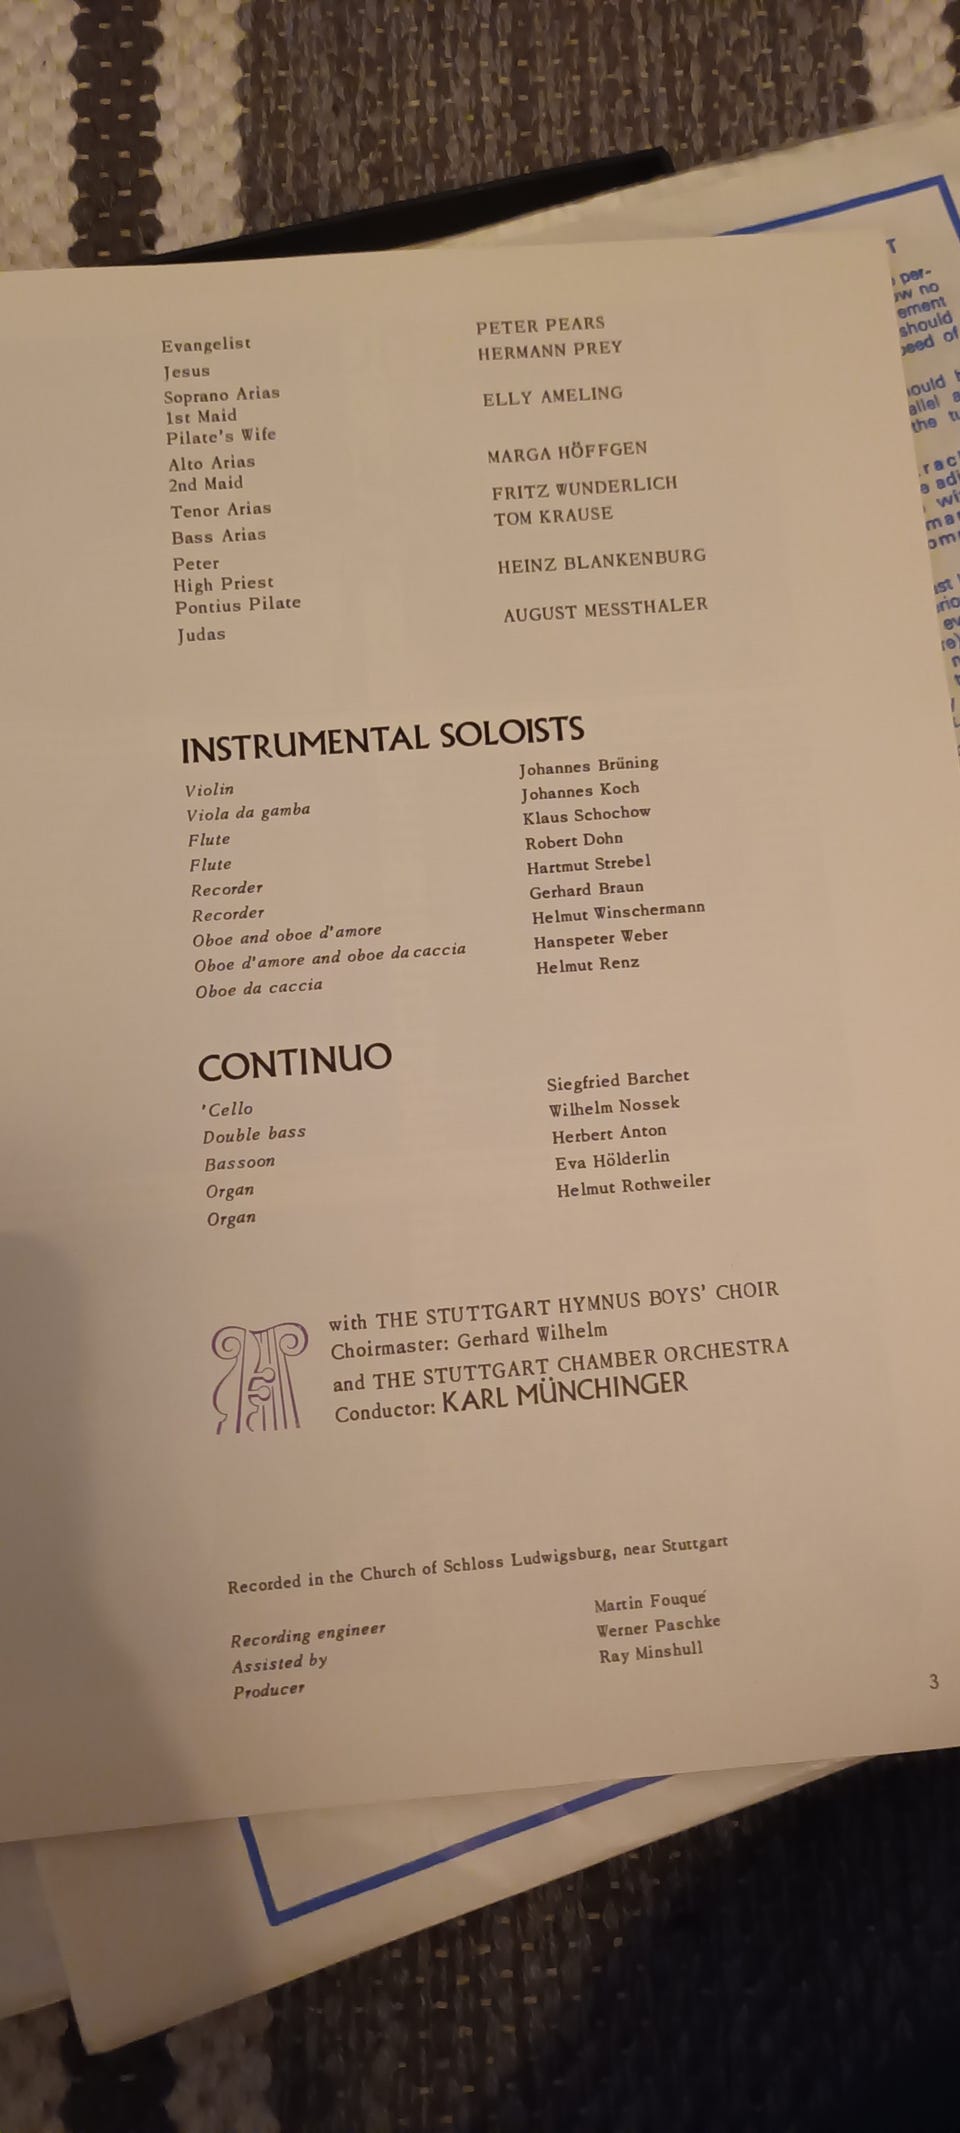 Evangelist PETER PEARS
Jesus HERMANN PREY
Soprano Arias
1st Maid ELLY AMELING
Pilate's Wife
Alto Arias MARGA HÖFFGEN
2nd Maid
Tenor Arias FRITZ WUNDERLICH
Bass Arias TOM KRAUSE
Peter
High Priest HEINZ BLANKENBURG
Pontius Pilate
Judas AUGUST MESSTHALER
INSTRUMENTAL SOLOISTS
Violin Johannes Brüning
Viola da gamba Johannes Koch
Flute Klaus Schochow
Flute Robert Dohn
Recorder Hartmut Strebel
Recorder Gerhard Braun
Oboe and oboe d'amore Helmut Winschermann
Oboe d'amore and oboe da caccia Hanspeter Weber
Oboe da caccia Helmut Renz
CONTINUO
'Cello Siegfried Barchet
Double bass Wilhelm Nossek
Bassoon Herbert Anton
Organ Eva Hölderlin
Organ Helmut Rothweiler
with THE STUTTGART HYMNUS BOYS' CHOIR
Choirmaster: Gerhard Wilhelm
and THE STUTTGART CHAMBER ORCHESTRA
Conductor: KARL MÜNCHINGER
Recorded in the Church of Schloss Ludwigsburg, near Stuttgart
Recording engineer Martin Fouqué
Assisted by Werner Paschke
Producer Ray Minshull
3
no
should
of
the